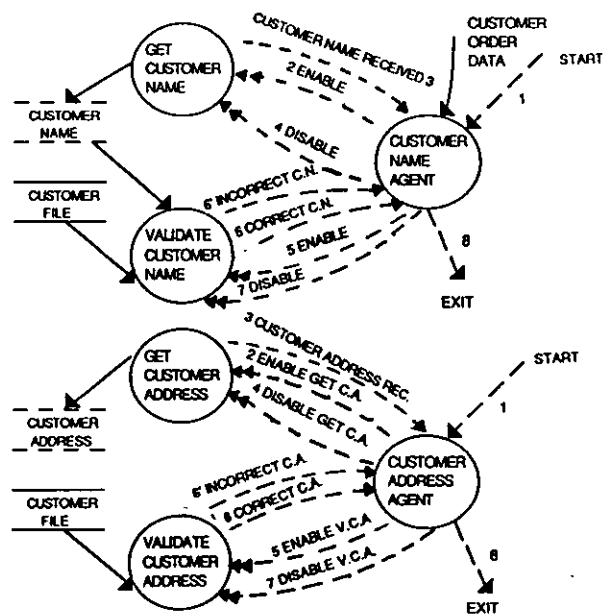 GET
CUSTOMER
NAME
CUSTOMER NAME RECEIVED 3
2 ENABLE
4 DISABLE
CUSTOMER
ORDER
DATA
START
1
CUSTOMER
NAME
AGENT
CUSTOMER
NAME
CUSTOMER
FILE
VALIDATE
CUSTOMER
NAME
6' INCORRECT C.N.
6 CORRECT C.N.
5 ENABLE
7 DISABLE
8
EXIT
GET
CUSTOMER
ADDRESS
3 CUSTOMER ADDRESS REC.
2 ENABLE GET C.A.
4 DISABLE GET C.A.
START
1
CUSTOMER
ADDRESS
AGENT
CUSTOMER
ADDRESS
CUSTOMER
FILE
VALIDATE
CUSTOMER
ADDRESS
6' INCORRECT C.A.
6 CORRECT C.A.
5 ENABLE V.C.A
7 DISABLE V.C.A.
EXIT